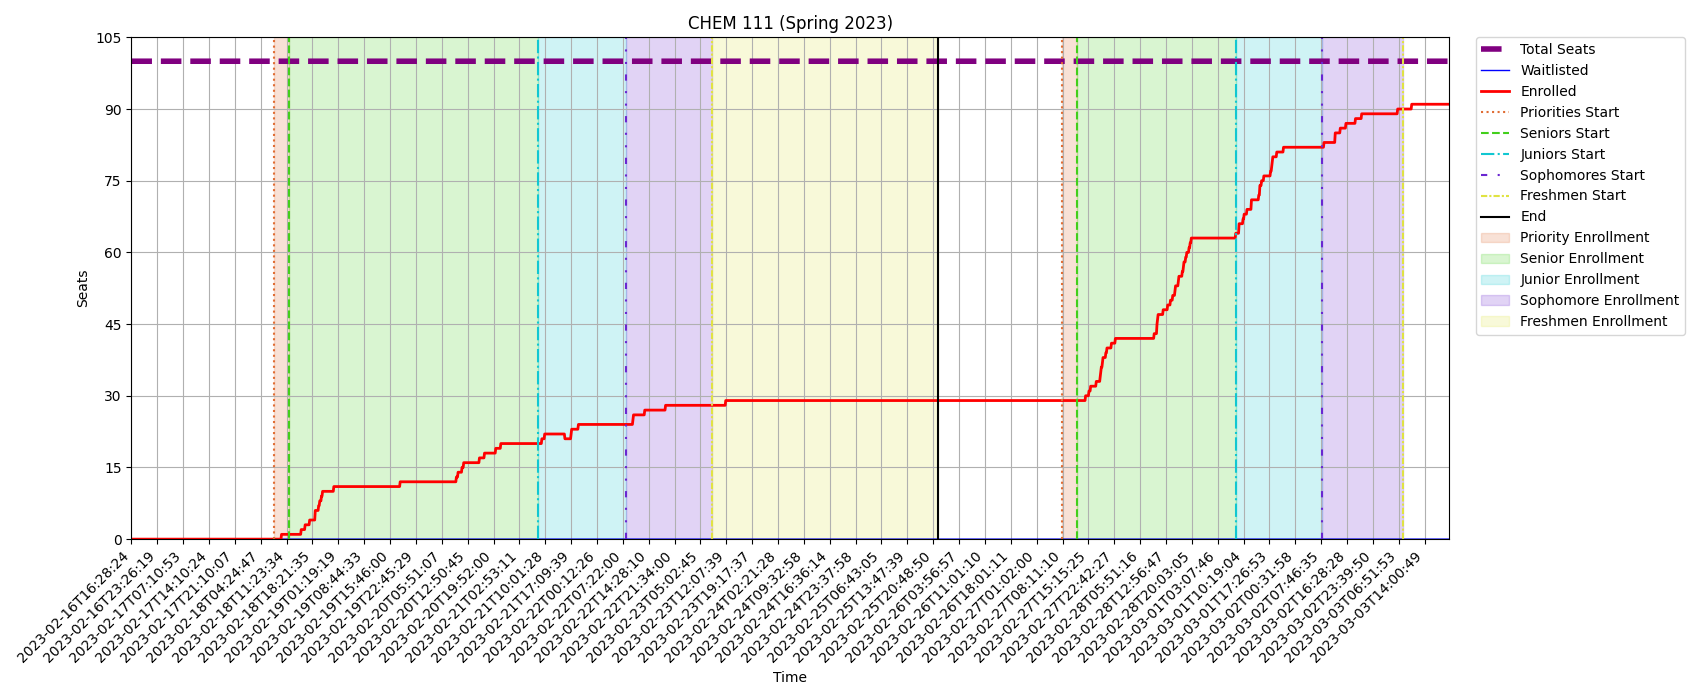 CHEM 111 (Spring 2023)
105
90
75
60
45
30
15
0
Seats
2023-02-16T16:28:24
2023-02-16T23:26:19
2023-02-17T07:10:53
2023-02-17T14:10:24
2023-02-17T21:10:07
2023-02-18T04:24:47
2023-02-18T11:23:34
2023-02-18T18:21:35
2023-02-19T01:19:19
2023-02-19T08:44:33
2023-02-19T15:46:00
2023-02-19T22:45:29
2023-02-20T05:51:07
2023-02-20T12:50:45
2023-02-20T19:52:00
2023-02-21T02:53:11
2023-02-21T10:01:28
2023-02-21T17:09:39
2023-02-22T00:12:26
2023-02-22T07:22:00
2023-02-22T14:28:10
2023-02-22T21:34:00
2023-02-23T05:02:45
2023-02-23T12:07:39
2023-02-23T19:17:37
2023-02-24T02:21:28
2023-02-24T09:32:58
2023-02-24T16:36:14
2023-02-24T23:37:58
2023-02-25T06:43:05
2023-02-25T13:47:39
2023-02-25T20:48:50
2023-02-26T03:56:57
2023-02-26T11:01:10
2023-02-26T18:01:11
2023-02-27T01:02:00
2023-02-27T08:11:16
2023-02-27T15:15:25
2023-02-27T22:42:27
2023-02-28T05:51:16
2023-02-28T12:56:47
2023-02-28T20:03:05
2023-03-01T03:07:46
2023-03-01T10:19:04
2023-03-01T17:26:53
2023-03-02T00:31:58
2023-03-02T07:46:35
2023-03-02T16:28:28
2023-03-02T23:39:50
2023-03-03T06:51:53
2023-03-03T14:00:49
Time
Total Seats
Waitlisted
Enrolled
Priorities Start
Seniors Start
Juniors Start
Sophomores Start
Freshmen Start
End
Priority Enrollment
Senior Enrollment
Junior Enrollment
Sophomore Enrollment
Freshmen Enrollment